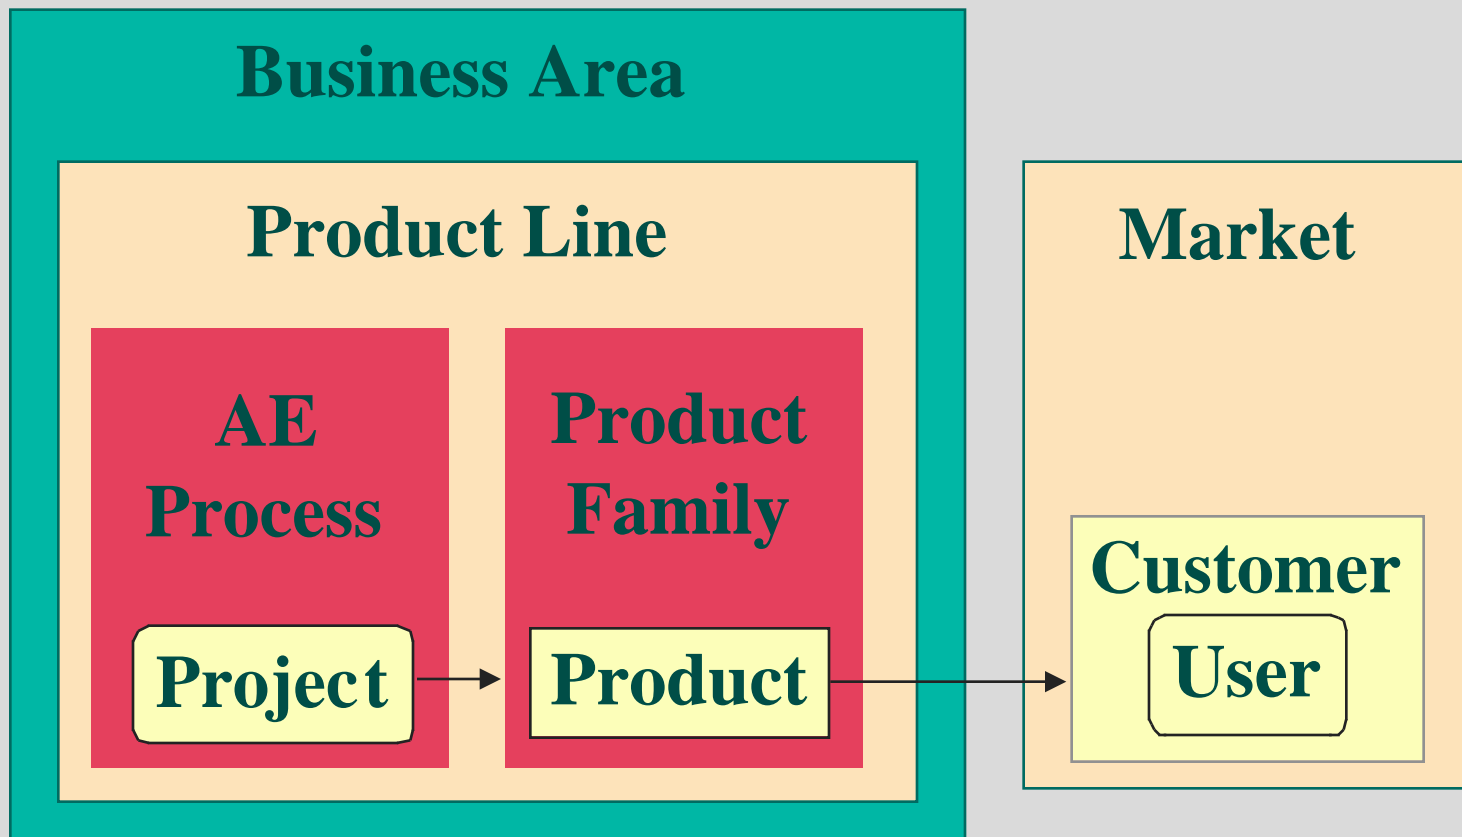 Business Area
Product Line
Market
AE
Process
Product
Family
Customer
User
Project
Product